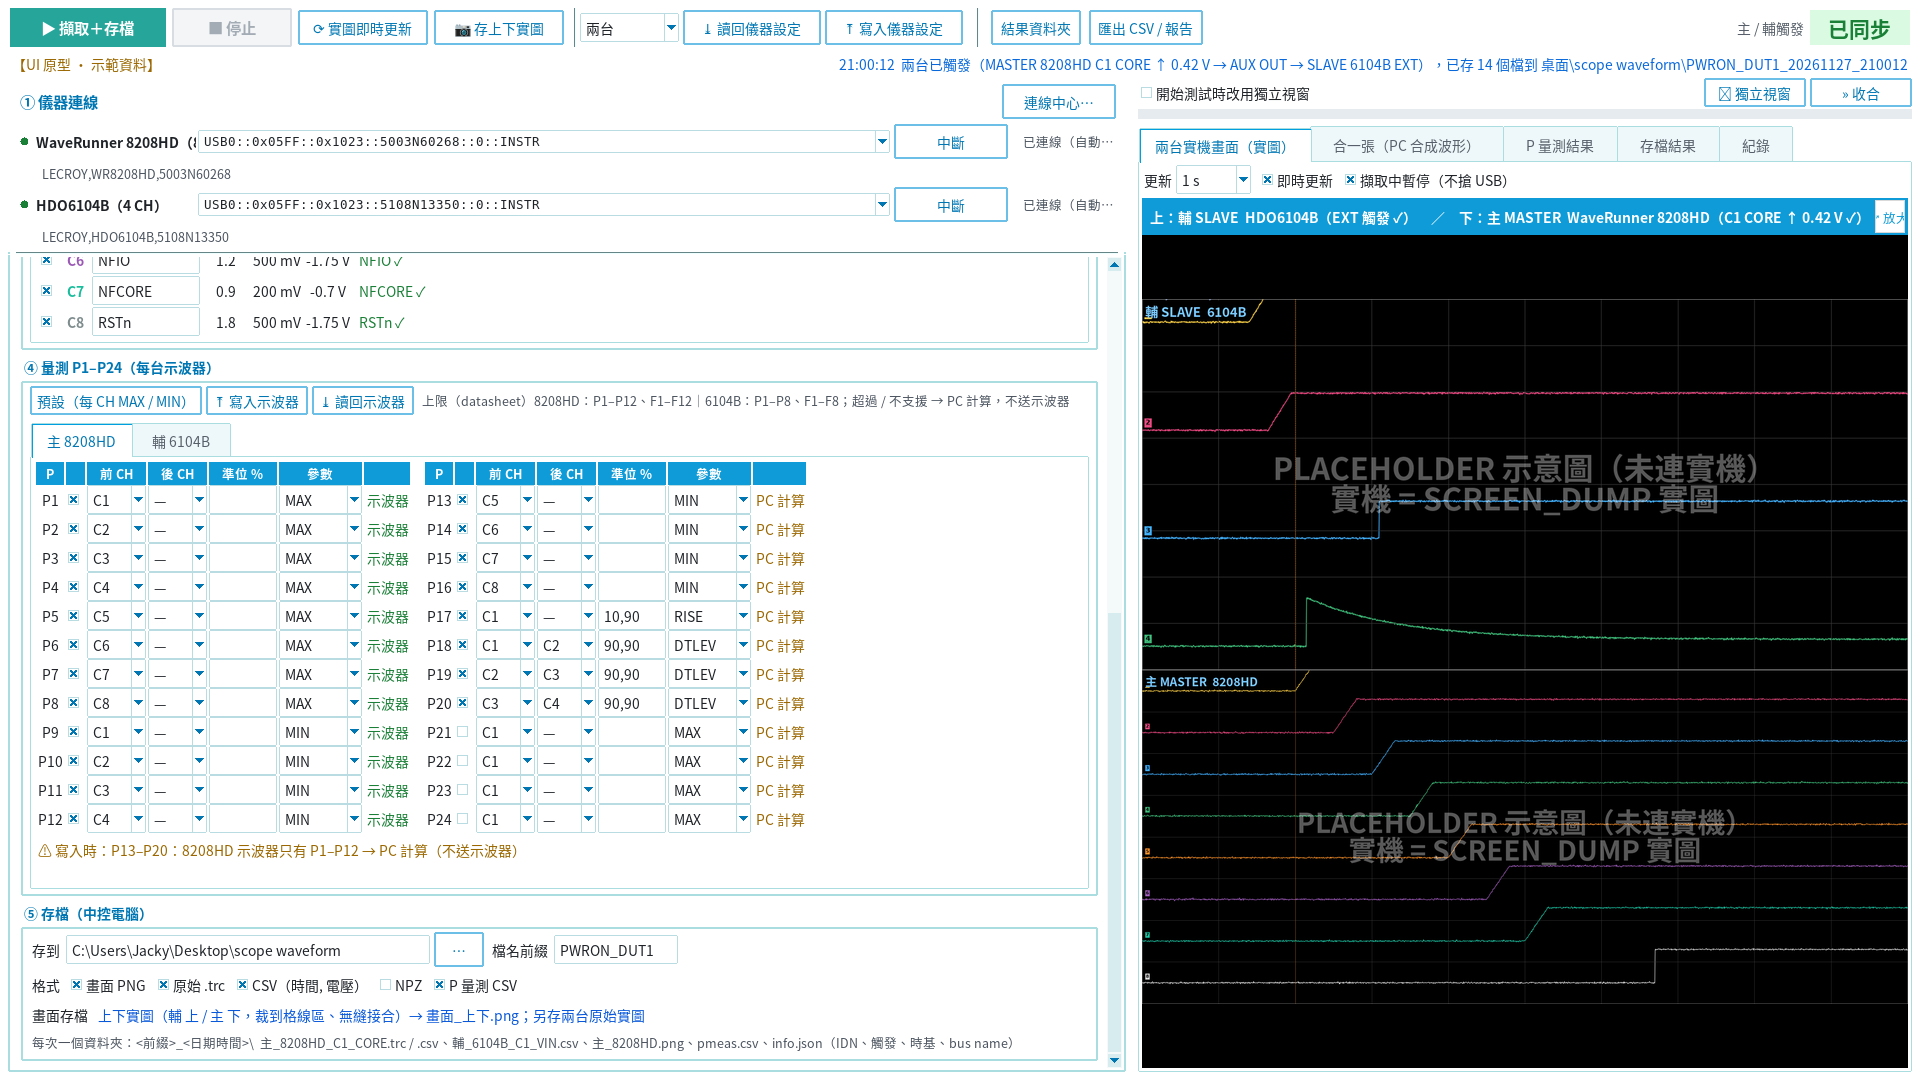 ▶ 擷取＋存檔
■ 停止
⟳ 實圖即時更新
📷 存上下實圖
兩台
⤓ 讀回儀器設定
⤒ 寫入儀器設定
結果資料夾
匯出 CSV / 報告
主 / 輔觸發
已同步
【UI 原型 · 示範資料】
21:00:12 兩台已觸發（MASTER 8208HD C1 CORE ↑ 0.42 V → AUX OUT → SLAVE 6104B EXT），已存 14 個檔到 桌面\scope waveform\PWRON_DUT1_20261127_210012
① 儀器連線
連線中心…
WaveRunner 8208HD（8
USB0::0x05FF::0x1023::5003N60268::0::INSTR
中斷
已連線（自動…
LECROY,WR8208HD,5003N60268
HDO6104B（4 CH）
USB0::0x05FF::0x1023::5108N13350::0::INSTR
中斷
已連線（自動…
LECROY,HDO6104B,5108N13350
C6 NFIO 1.2 500 mV -1.75 V NFIO ✓
C7 NFCORE 0.9 200 mV -0.7 V NFCORE ✓
C8 RSTn 1.8 500 mV -1.75 V RSTn ✓
④ 量測 P1–P24（每台示波器）
預設（每 CH MAX / MIN）
⤒ 寫入示波器
⤓ 讀回示波器
上限（datasheet）8208HD：P1–P12、F1–F12｜6104B：P1–P8、F1–F8；超過 / 不支援 → PC 計算，不送示波器
主 8208HD
輔 6104B
P 前 CH 後 CH 準位 % 參數 P 前 CH 後 CH 準位 % 參數
P1 C1 — MAX 示波器 P13 C5 — MIN PC 計算
P2 C2 — MAX 示波器 P14 C6 — MIN PC 計算
P3 C3 — MAX 示波器 P15 C7 — MIN PC 計算
P4 C4 — MAX 示波器 P16 C8 — MIN PC 計算
P5 C5 — MAX 示波器 P17 C1 — 10,90 RISE PC 計算
P6 C6 — MAX 示波器 P18 C1 C2 90,90 DTLEV PC 計算
P7 C7 — MAX 示波器 P19 C2 C3 90,90 DTLEV PC 計算
P8 C8 — MAX 示波器 P20 C3 C4 90,90 DTLEV PC 計算
P9 C1 — MIN 示波器 P21 C1 — MAX PC 計算
P10 C2 — MIN 示波器 P22 C1 — MAX PC 計算
P11 C3 — MIN 示波器 P23 C1 — MAX PC 計算
P12 C4 — MIN 示波器 P24 C1 — MAX PC 計算
⚠ 寫入時：P13–P20：8208HD 示波器只有 P1–P12 → PC 計算（不送示波器）
⑤ 存檔（中控電腦）
存到 C:\Users\Jacky\Desktop\scope waveform … 檔名前綴 PWRON_DUT1
格式 畫面 PNG 原始 .trc CSV（時間, 電壓） NPZ P 量測 CSV
畫面存檔 上下實圖（輔 上 / 主 下，裁到格線區、無縫接合）→ 畫面_上下.png；另存兩台原始實圖
每次一個資料夾：<前綴>_<日期時間>\ 主_8208HD_C1_CORE.trc / .csv、輔_6104B_C1_VIN.csv、主_8208HD.png、pmeas.csv、info.json（IDN、觸發、時基、bus name）
開始測試時改用獨立視窗
獨立視窗
» 收合
兩台實機畫面（實圖）
合一張（PC 合成波形）
P 量測結果
存檔結果
紀錄
更新 1 s 即時更新 擷取中暫停（不搶 USB）
上：輔 SLAVE HDO6104B（EXT 觸發 ✓） ／ 下：主 MASTER WaveRunner 8208HD（C1 CORE ↑ 0.42 V ✓）
放大
輔 SLAVE 6104B
2
PLACEHOLDER 示意圖（未連實機）
實機 = SCREEN_DUMP 實圖
3
4
主 MASTER 8208HD
PLACEHOLDER 示意圖（未連實機）
實機 = SCREEN_DUMP 實圖